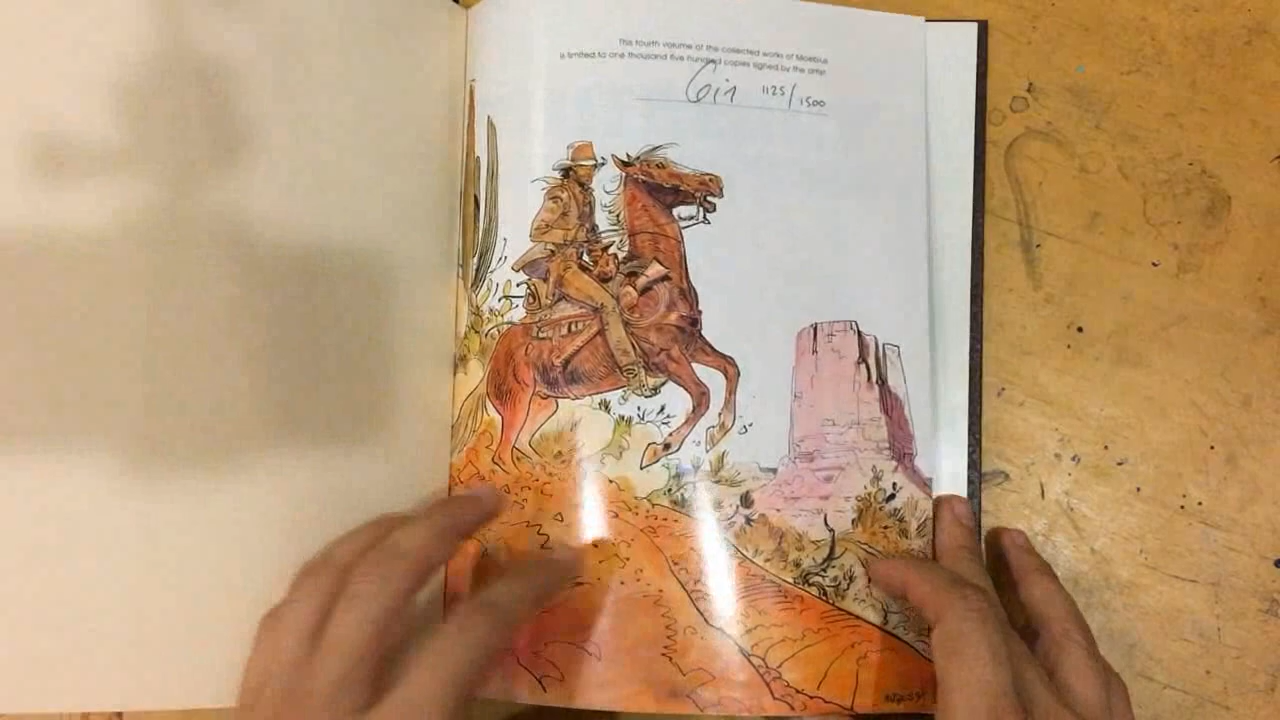 This fourth volume of the collected works of Moebius
is limited to one thousand five hundred copies signed by the artist
Gir 1125/1500